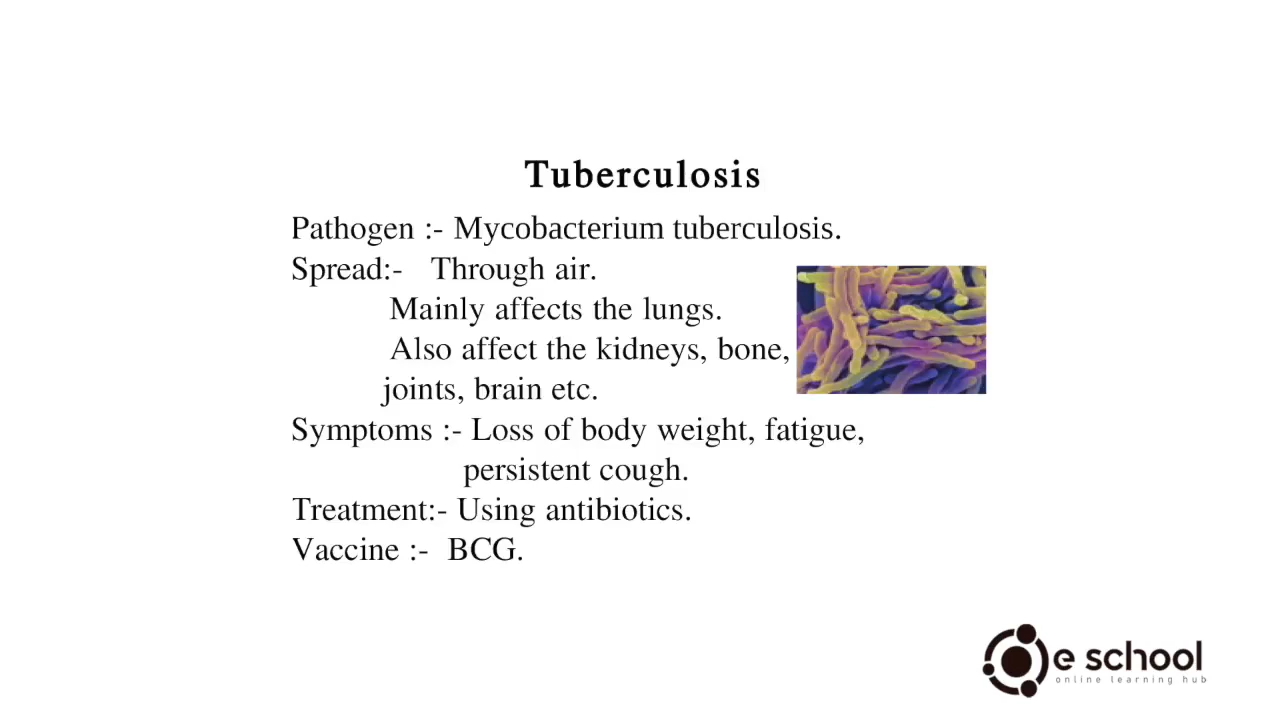 Tuberculosis
Pathogen :- Mycobacterium tuberculosis.
Spread:- Through air.
Mainly affects the lungs.
Also affect the kidneys, bone,
joints, brain etc.
Symptoms :- Loss of body weight, fatigue,
persistent cough.
Treatment:- Using antibiotics.
Vaccine :- BCG.
e school
online learning hub